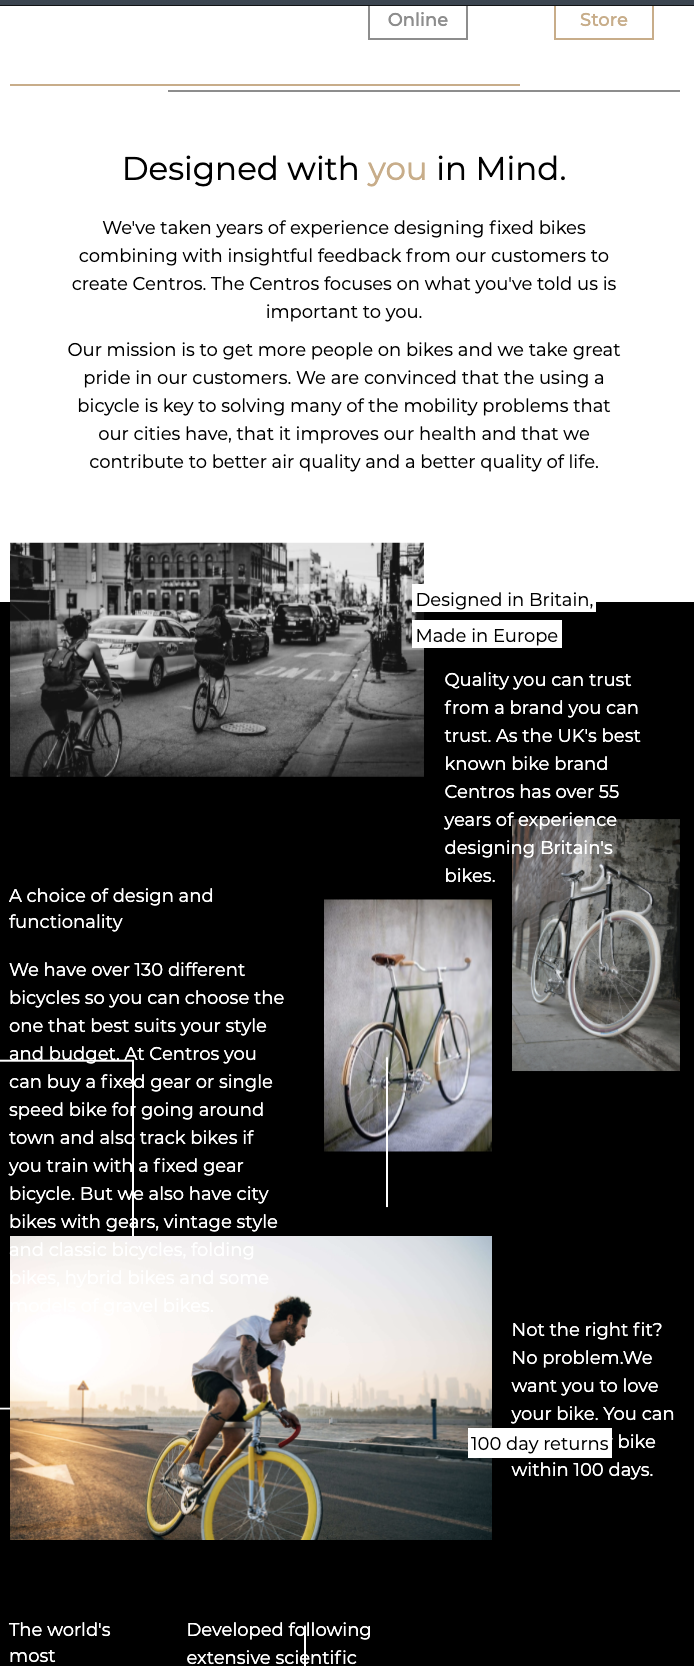 Online
Store
Designed with you in Mind.
We've taken years of experience designing fixed bikes
combining with insightful feedback from our customers to
create Centros. The Centros focuses on what you've told us is
important to you.
Our mission is to get more people on bikes and we take great
pride in our customers. We are convinced that the using a
bicycle is key to solving many of the mobility problems that
our cities have, that it improves our health and that we
contribute to better air quality and a better quality of life.
ONLY
Designed in Britain,
Made in Europe
Quality you can trust
from a brand you can
trust. As the UK's best
known bike brand
Centros has over 55
years of experience
designing Britain's
bikes.
A choice of design and
functionality
We have over 130 different
bicycles so you can choose the
one that best suits your style
and budget. At Centros you
can buy a fixed gear or single
speed bike for going around
town and also track bikes if
you train with a fixed gear
bicycle. But we also have city
bikes with gears, vintage style
and classic bicycles, folding
bikes, hybrid bikes and some
bikes.
Not the right fit?
No problem.We
want you to love
your bike. You can
100 day returns
bike
within 100 days.
The world's
most
Developed following
extensive scientific